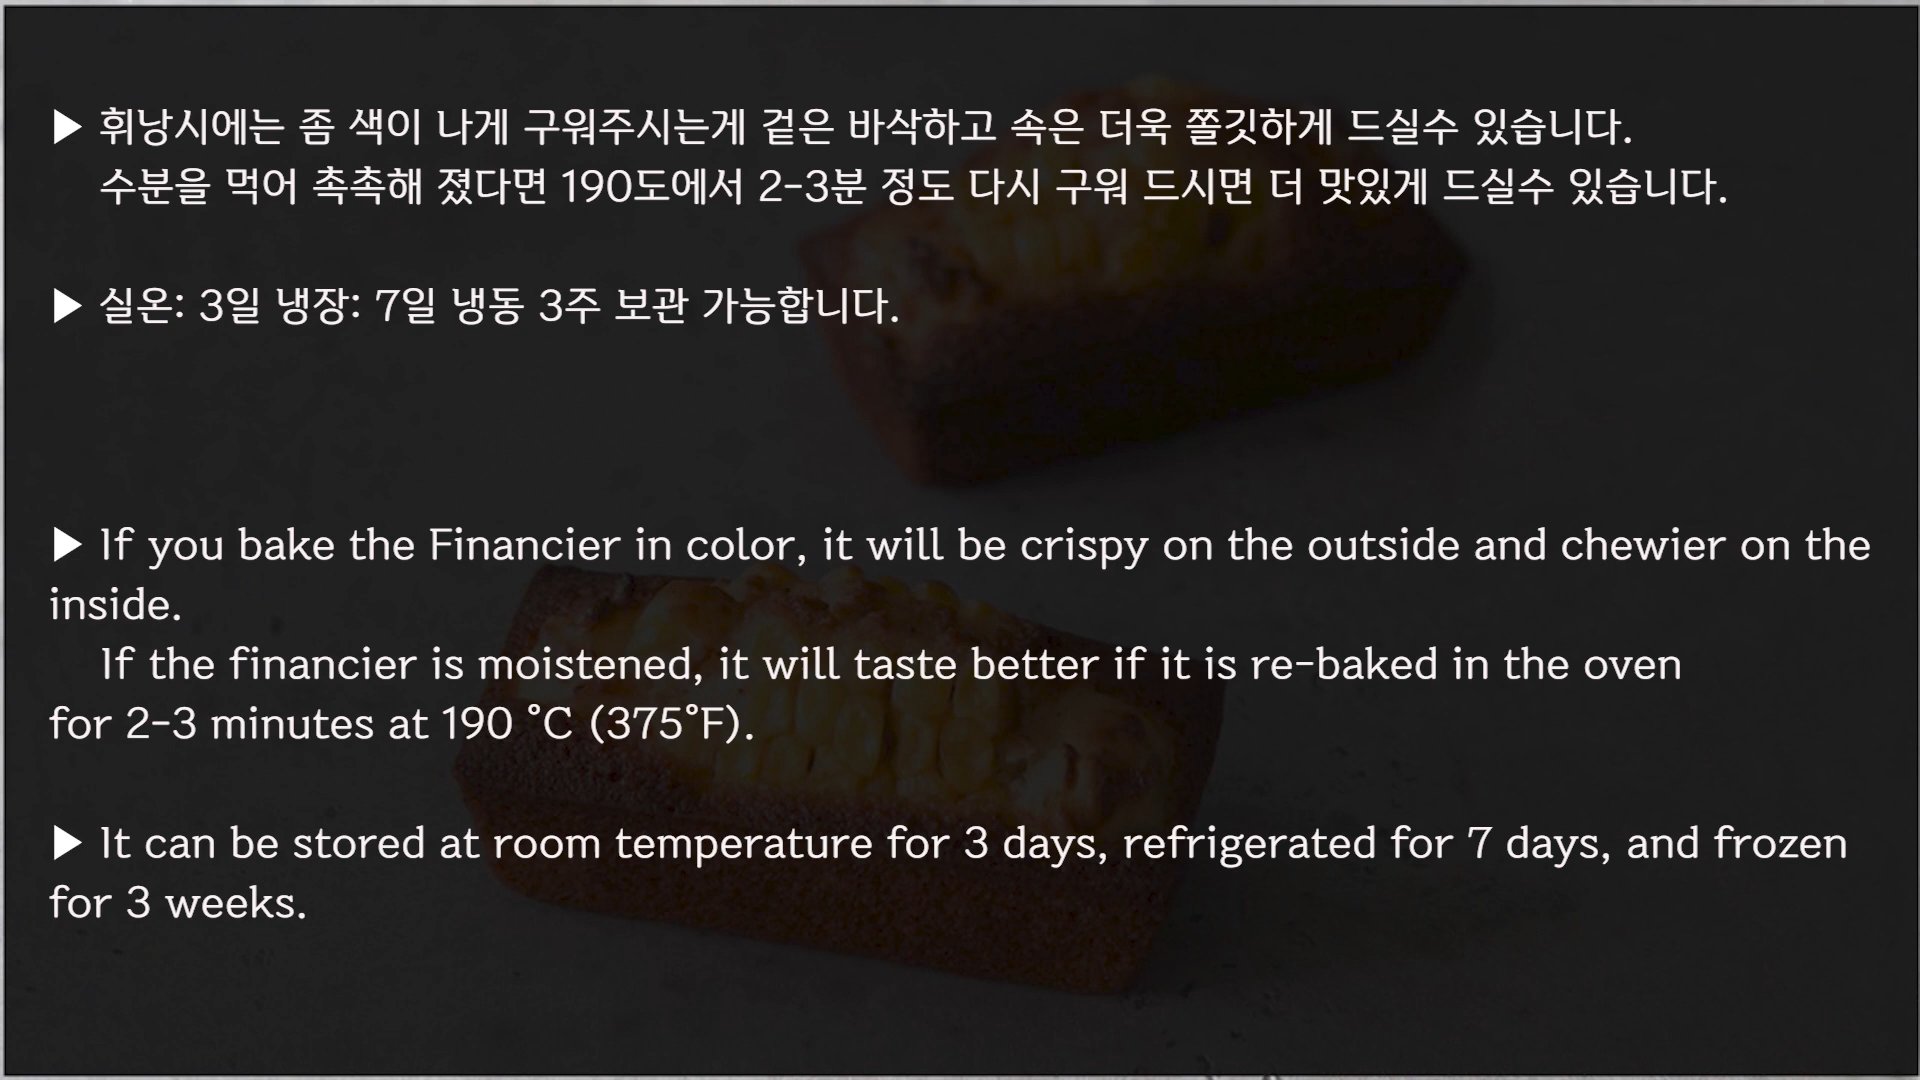 ▶ 휘낭시에는 좀 색이 나게 구워주시는게 겉은 바삭하고 속은 더욱 쫄깃하게 드실수 있습니다.
수분을 먹어 촉촉해 졌다면 190도에서 2-3분 정도 다시 구워 드시면 더 맛있게 드실수 있습니다.
▶ 실온: 3일 냉장: 7일 냉동 3주 보관 가능합니다.
▶ If you bake the Financier in color, it will be crispy on the outside and chewier on the
inside.
If the financier is moistened, it will taste better if it is re-baked in the oven
for 2-3 minutes at 190 °C (375°F).
▶ It can be stored at room temperature for 3 days, refrigerated for 7 days, and frozen
for 3 weeks.